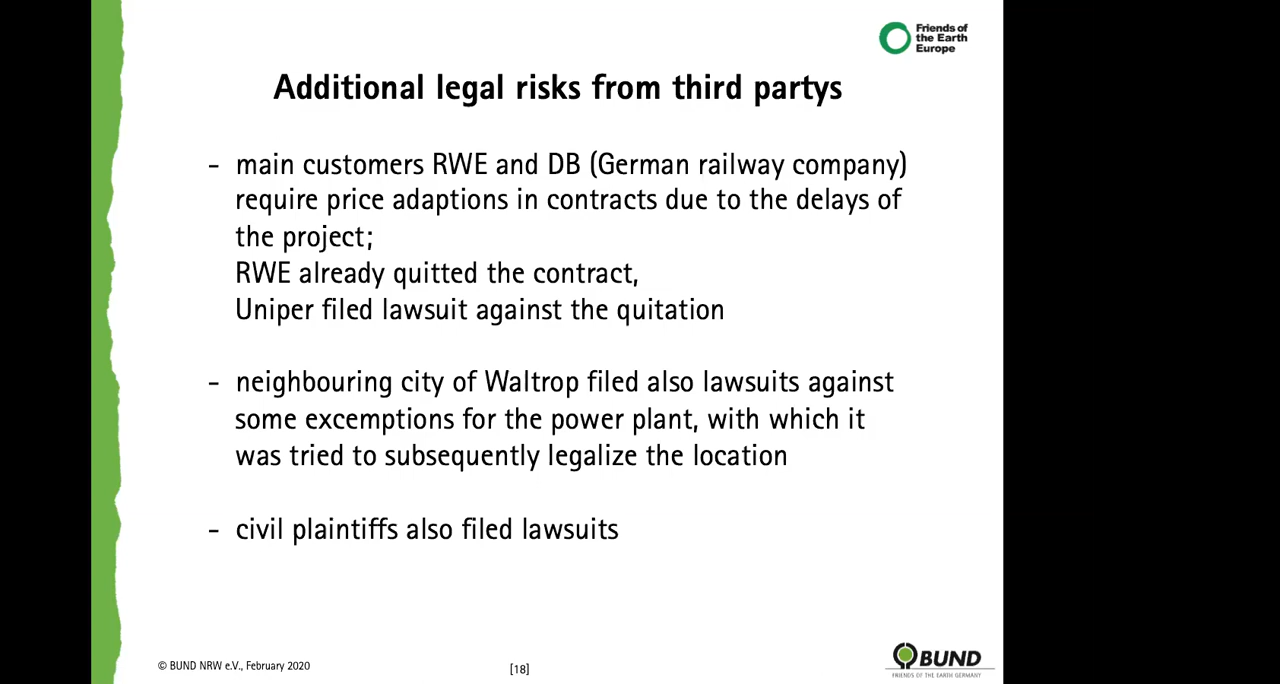 Friends of
the Earth
Europe
Additional legal risks from third partys
- main customers RWE and DB (German railway company)
require price adaptions in contracts due to the delays of
the project;
RWE already quitted the contract,
Uniper filed lawsuit against the quitation
- neighbouring city of Waltrop filed also lawsuits against
some excemptions for the power plant, with which it
was tried to subsequently legalize the location
- civil plaintiffs also filed lawsuits
© BUND NRW e.V., February 2020
[18]
BUND
FRIENDS OF THE EARTH GERMANY